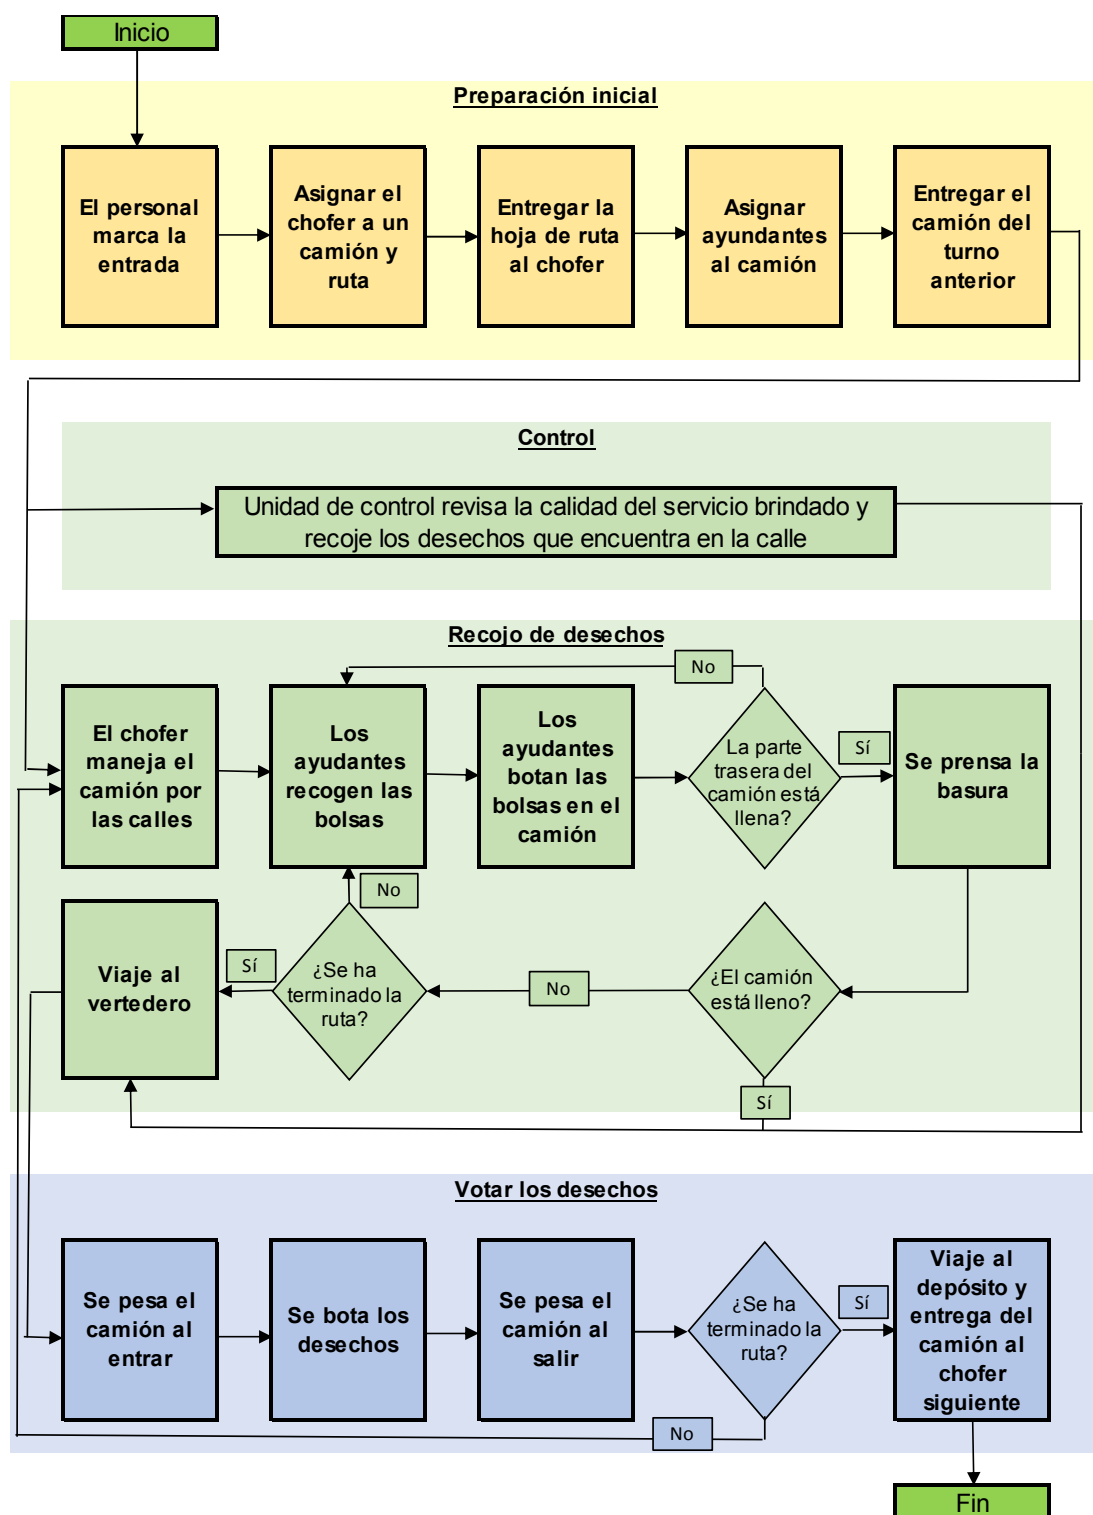 Inicio
Preparación inicial
El personal
marca la
entrada
Asignar el
chofer a un
camión y
ruta
Entregar la
hoja de ruta
al chofer
Asignar
ayundantes
al camión
Entregar el
camión del
turno
anterior
Control
Unidad de control revisa la calidad del servicio brindado y
recoje los desechos que encuentra en la calle
Recojo de desechos
No
El chofer
maneja el
camión por
las calles
Los
ayudantes
recogen las
bolsas
Los
ayudantes
botan las
bolsas en el
camión
La parte
trasera del
camión está
llena?
Sí
Se prensa la
basura
No
Viaje al
vertedero
Sí
¿Se ha
terminado la
ruta?
No
¿El camión
está lleno?
Sí
Votar los desechos
Se pesa el
camión al
entrar
Se bota los
desechos
Se pesa el
camión al
salir
¿Se ha
terminado la
ruta?
Sí
Viaje al
depósito y
entrega del
camión al
chofer
siguiente
No
Fin